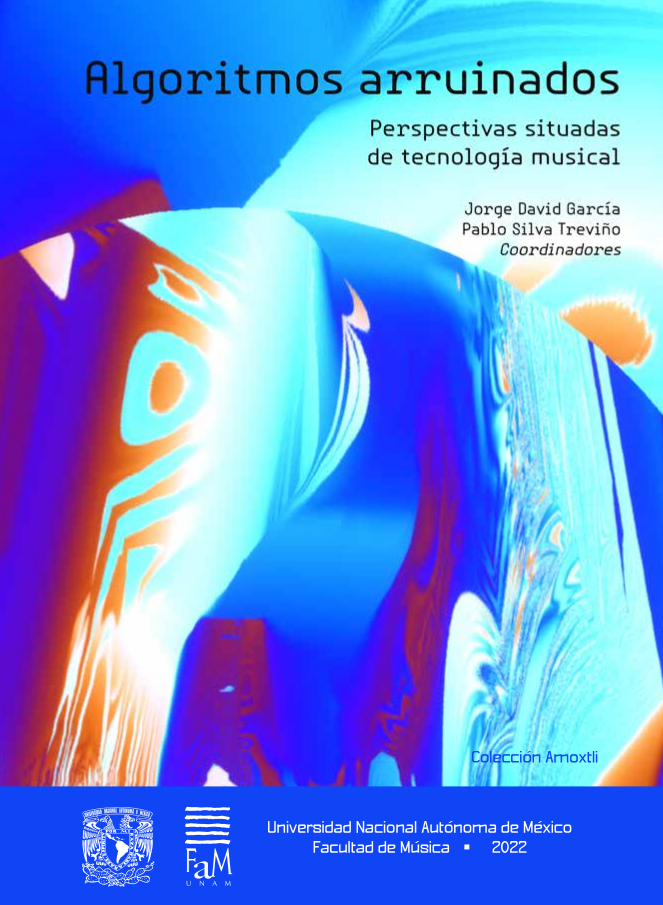 Algoritmos arruinados
Perspectivas situadas
de tecnología musical
Jorge David García
Pablo Silva Treviño
Coordinadores
Colección Amoxtli
Universidad Nacional Autónoma de México
Facultad de Música ▪ 2022
FaM
UNAM